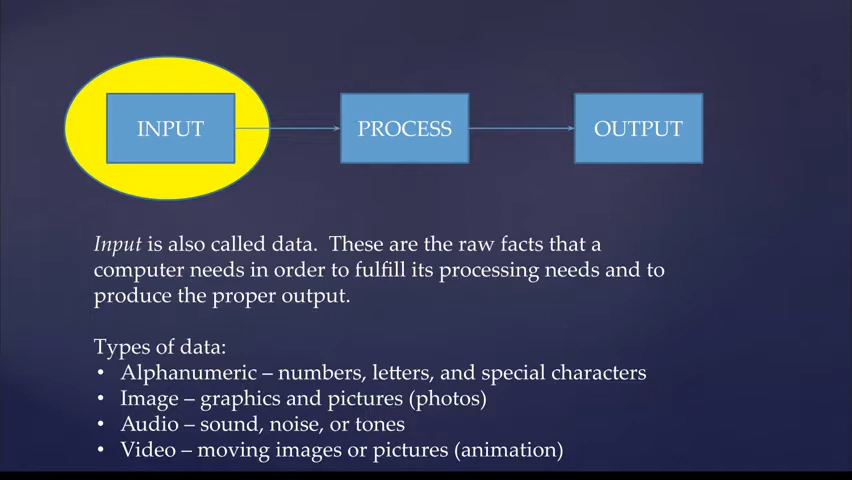 INPUT
PROCESS
OUTPUT
Input is also called data.  These are the raw facts that a
computer needs in order to fulfill its processing needs and to
produce the proper output.
Types of data:
• Alphanumeric – numbers, letters, and special characters
• Image – graphics and pictures (photos)
• Audio – sound, noise, or tones
• Video – moving images or pictures (animation)